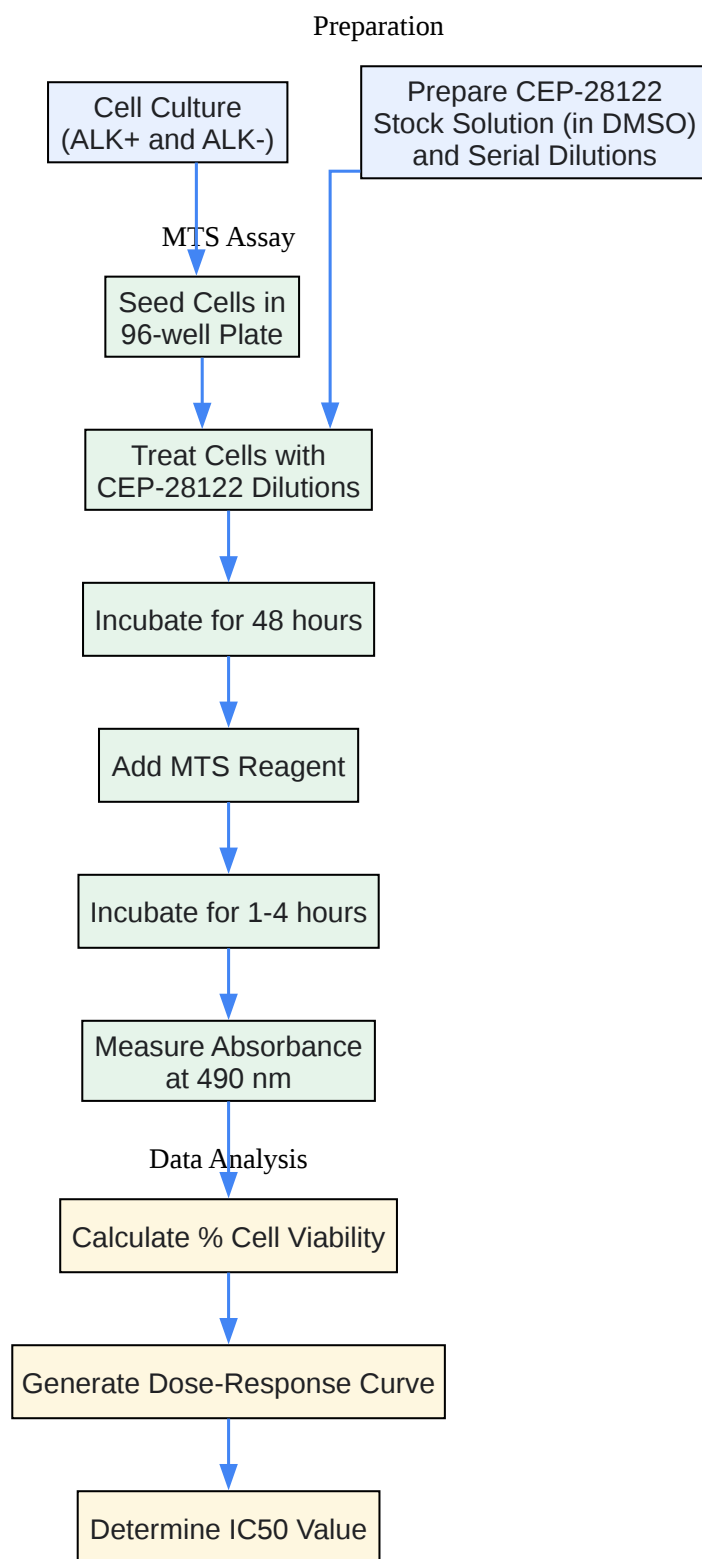 Preparation
Cell Culture
(ALK+ and ALK-)
Prepare CEP-28122
Stock Solution (in DMSO)
and Serial Dilutions
MTS Assay
Seed Cells in
96-well Plate
Treat Cells with
CEP-28122 Dilutions
Incubate for 48 hours
Add MTS Reagent
Incubate for 1-4 hours
Measure Absorbance
at 490 nm
Data Analysis
Calculate % Cell Viability
Generate Dose-Response Curve
Determine IC50 Value